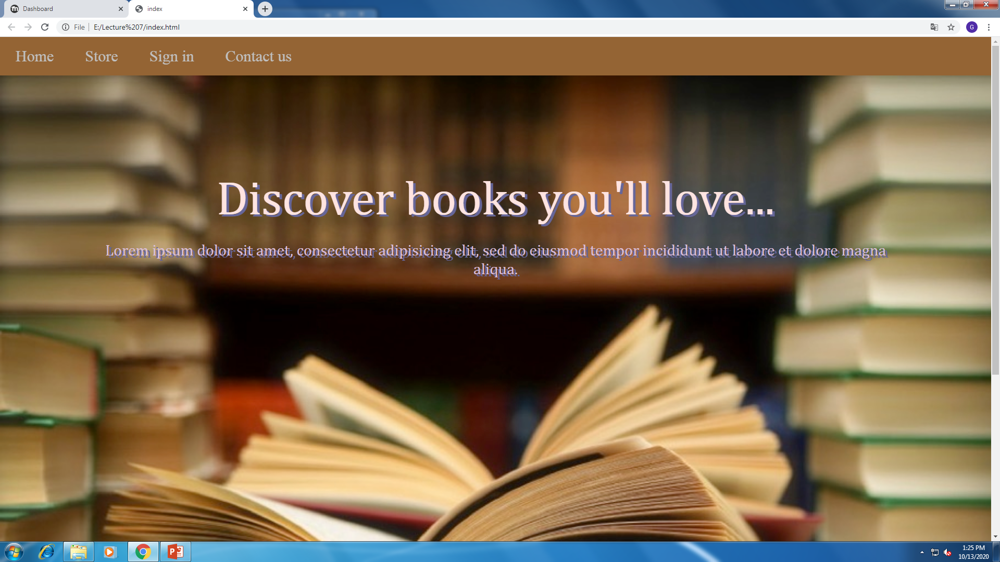 Dashboard
index
File
E:/Lecture%207/index.html
G
Home Store Sign in Contact us
Discover books you'll love...
Lorem ipsum dolor sit amet, consectetur adipisicing elit, sed do eiusmod tempor incididunt ut labore et dolore magna
aliqua.
1:25 PM
10/13/2020